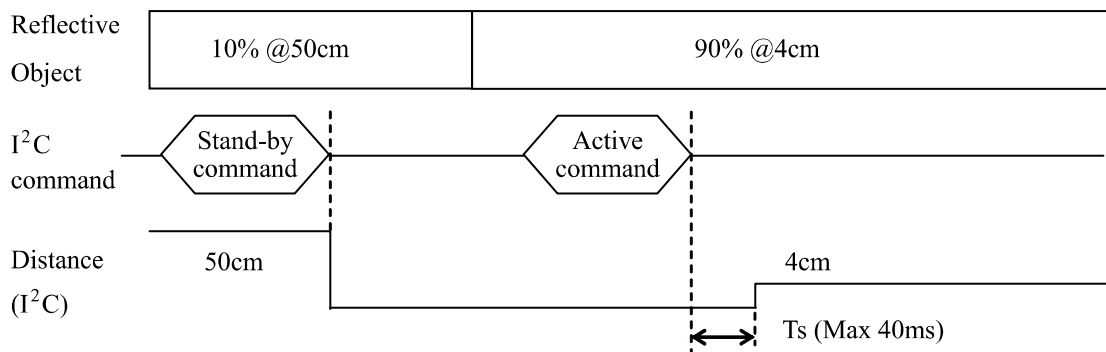 Reflective
Object
10% @50cm
90% @4cm
I²C
command
Stand-by
command
Active
command
Distance
(I²C)
50cm
4cm
Ts (Max 40ms)